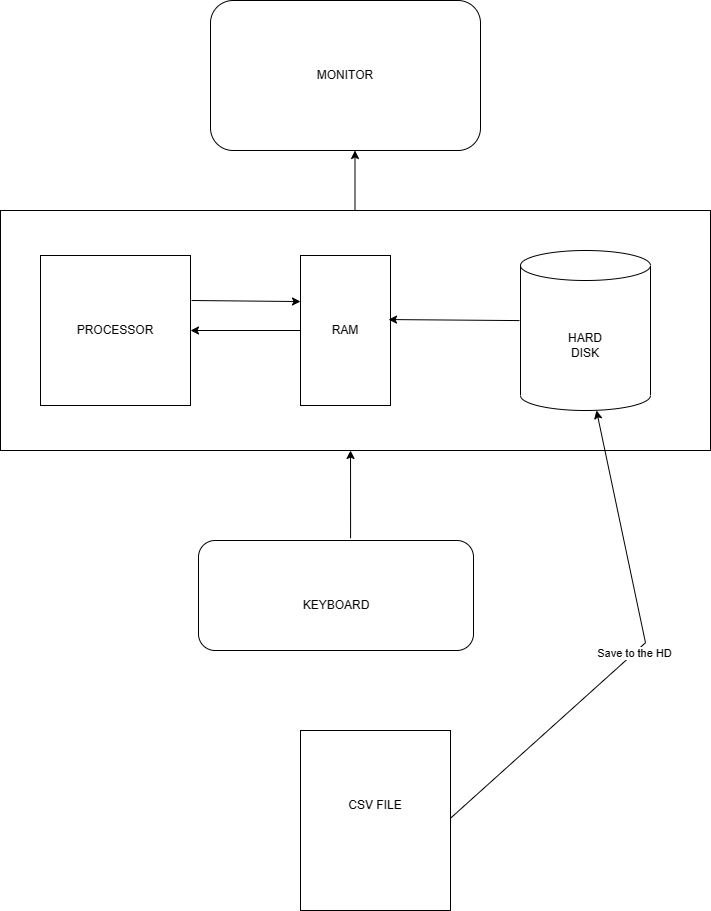 MONITOR
PROCESSOR
RAM
HARD
DISK
KEYBOARD
Save to the HD
CSV FILE